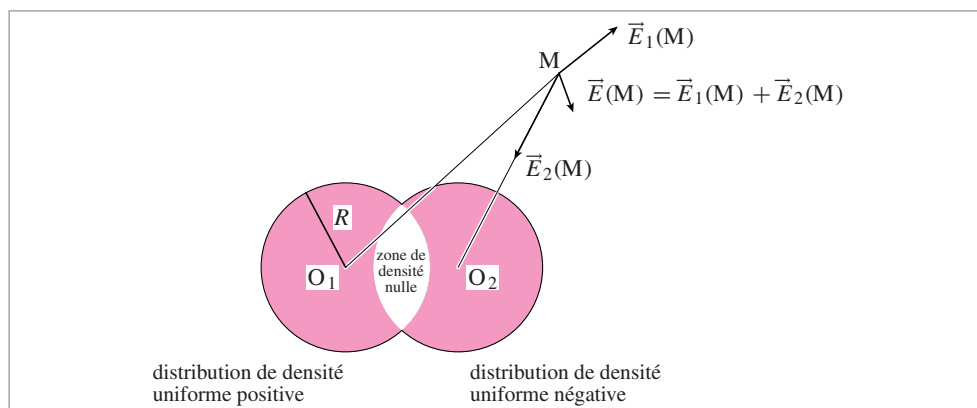 E⃗₁(M)
M
E⃗(M) = E⃗₁(M) + E⃗₂(M)
E⃗₂(M)
R
zone de
densité
nulle
O₁
O₂
distribution de densité
uniforme positive
distribution de densité
uniforme négative